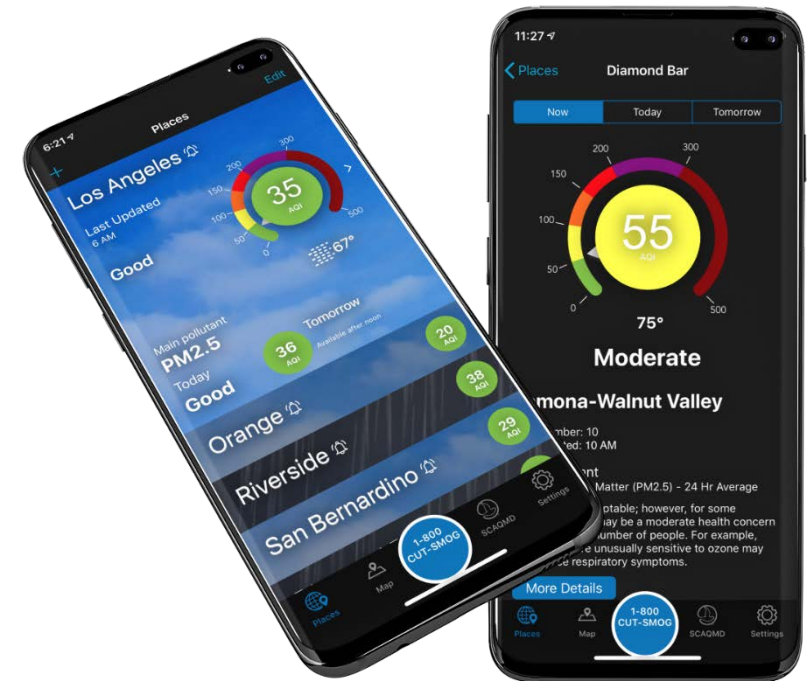 6:21
Places
Edit
+
Los Angeles
Last Updated
6 AM
Good
0
50
100
150
200
300
500
35
AQI
67°
Main pollutant
PM2.5
Today
Good
36
AQI
Tomorrow
Available after noon
Orange
20
AQI
Riverside
38
AQI
San Bernardino
29
AQI
Places
Map
1-800
CUT-SMOG
SCAQMD
Settings
11:27
Places
Diamond Bar
Now
Today
Tomorrow
0
50
100
150
200
300
500
55
AQI
75°
Moderate
mona-Walnut Valley
mber: 10
ted: 10 AM
nt
Matter (PM2.5) - 24 Hr Average
ptable; however, for some
may be a moderate health concern
umber of people. For example,
re unusually sensitive to ozone may
ce respiratory symptoms.
More Details
Places
Map
1-800
CUT-SMOG
SCAQMD
Settings